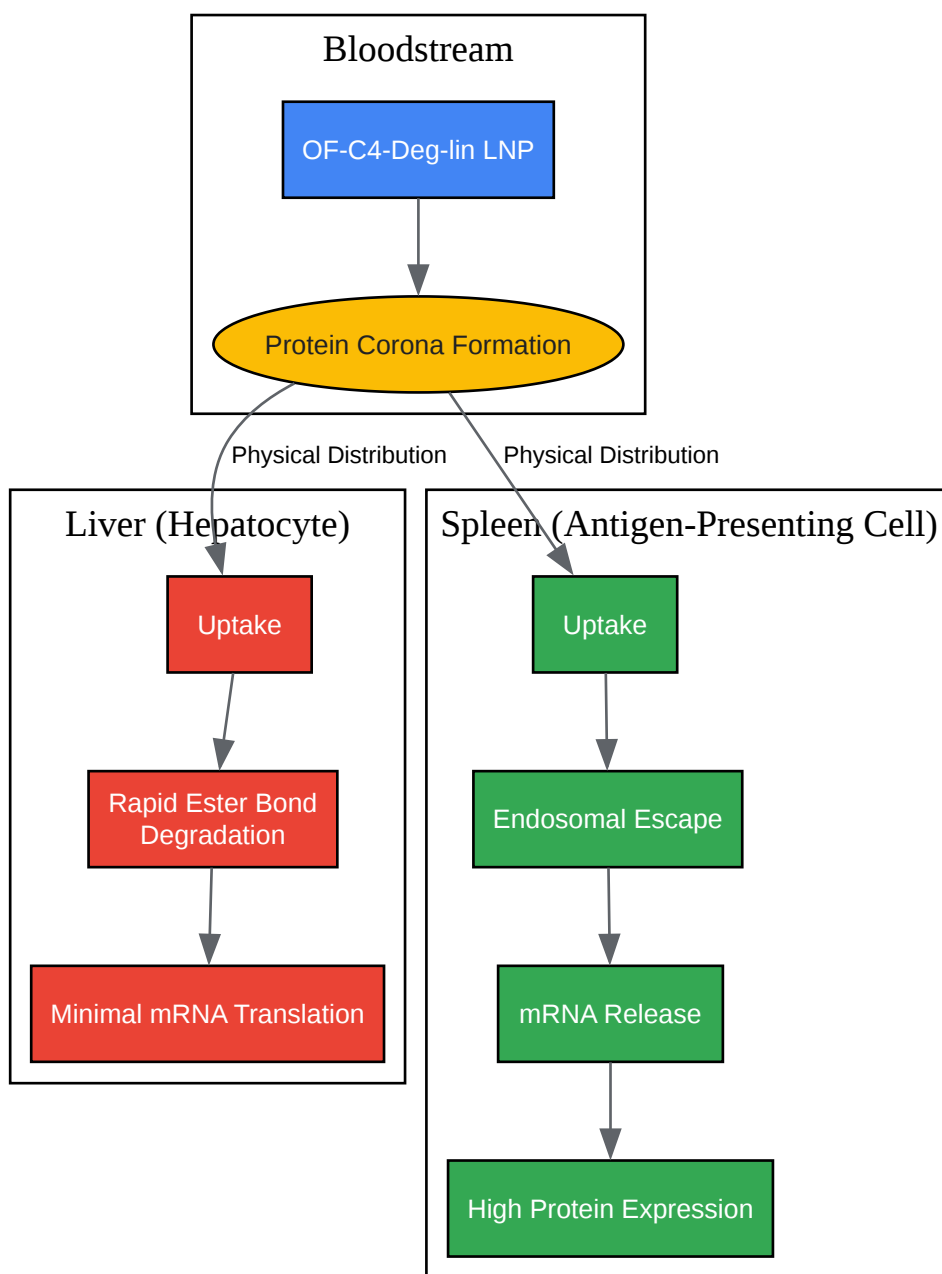 Bloodstream
OF-C4-Deg-lin LNP
Protein Corona Formation
Physical Distribution
Physical Distribution
Liver (Hepatocyte)
Uptake
Rapid Ester Bond
Degradation
Minimal mRNA Translation
Spleen (Antigen-Presenting Cell)
Uptake
Endosomal Escape
mRNA Release
High Protein Expression